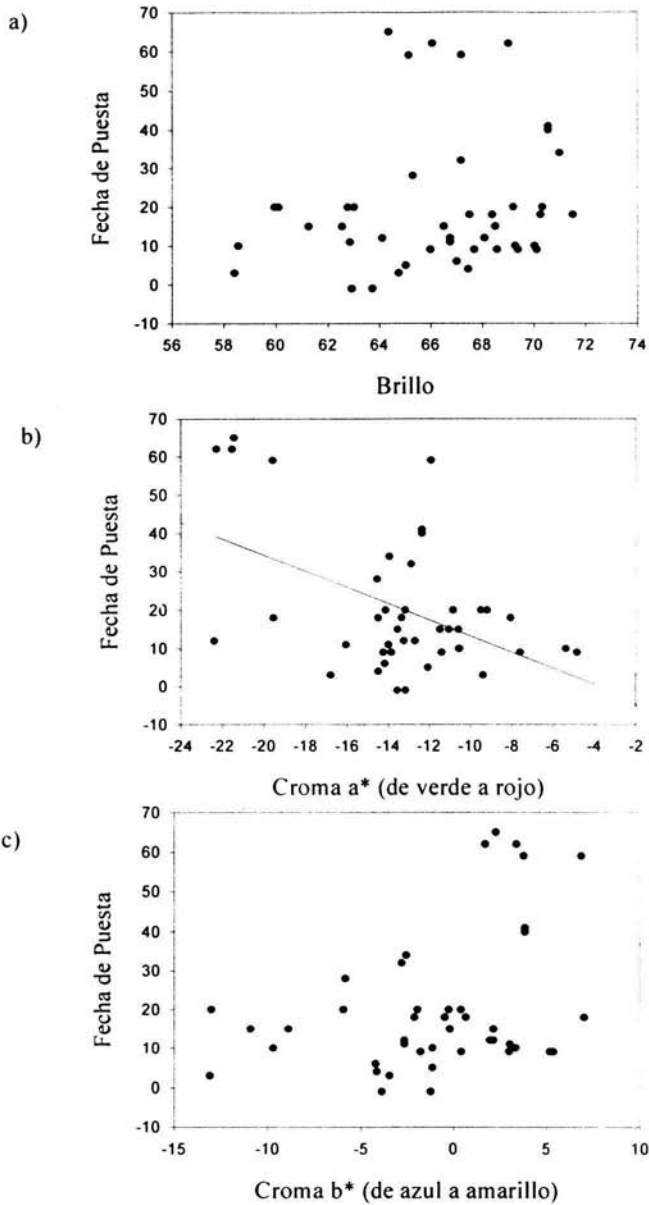 a)
Fecha de Puesta
70
60
50
40
30
20
10
0
-10
56 58 60 62 64 66 68 70 72 74
Brillo
b)
Fecha de Puesta
70
60
50
40
30
20
10
0
-10
-24 -22 -20 -18 -16 -14 -12 -10 -8 -6 -4 -2
Croma a* (de verde a rojo)
c)
Fecha de Puesta
70
60
50
40
30
20
10
0
-10
-15 -10 -5 0 5 10
Croma b* (de azul a amarillo)